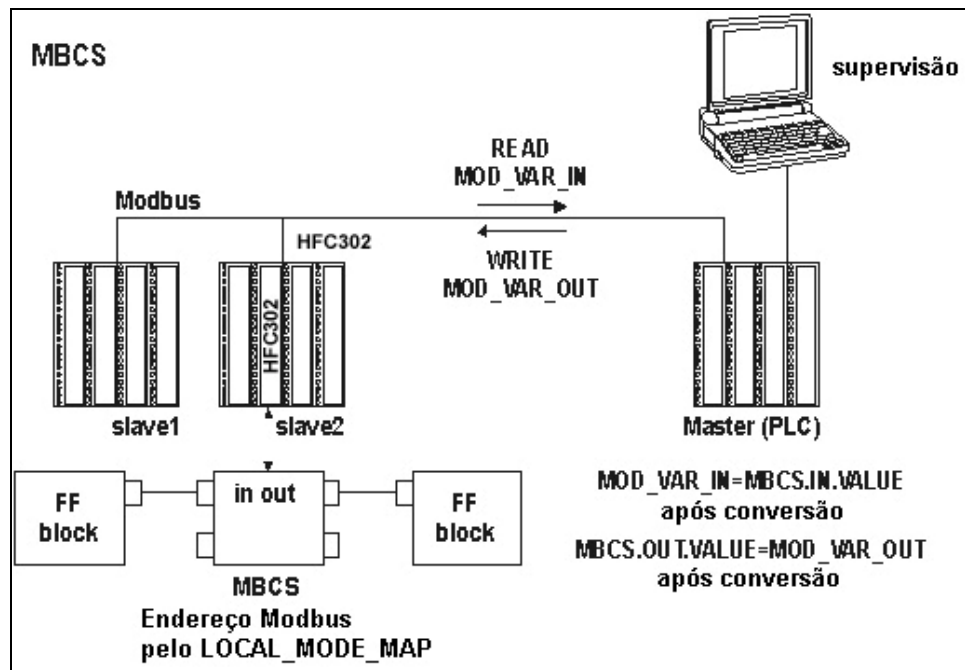 MBCS
supervisão
READ
MOD_VAR_IN
Modbus
HFC302
WRITE
MOD_VAR_OUT
HFC302
slave1
slave2
Master (PLC)
FF
block
in out
FF
block
MBCS
Endereço Modbus
pelo LOCAL_MODE_MAP
MOD_VAR_IN=MBCS.IN.VALUE
após conversão
MBCS.OUT.VALUE=MOD_VAR_OUT
após conversão